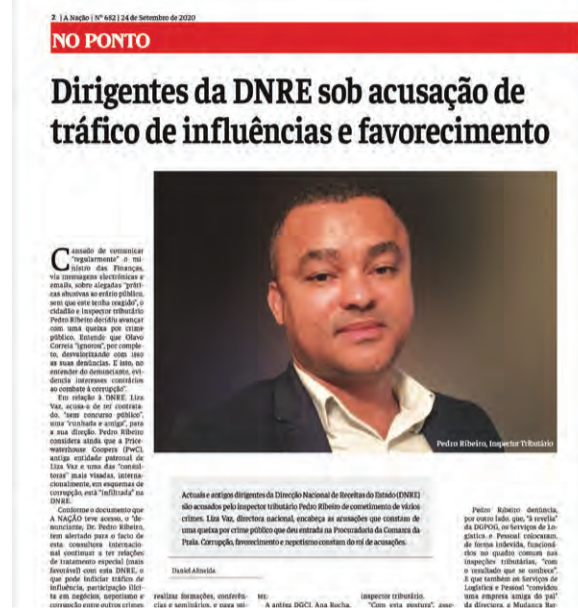 2 | A Nação | Nº 682 | 24 de Setembro de 2020
NO PONTO
Dirigentes da DNRE sob acusação de
tráfico de influências e favorecimento
Cansado de comunicar
"regularmente" o mi-
nistro das Finanças,
via mensagens electrónicas e
emails, sobre alegadas "práti-
cas abusivas ao erário público,
sem que este tenha reagido", o
cidadão e inspector tributário
Pedro Ribeiro decidiu avançar
com uma queixa por crime
público. Entende que Olavo
Correia "ignorou", por comple-
to, desvalorizando com isso
as suas denúncias. E isto, no
entender do denunciante, evi-
dencia interesses contrários
ao combate à corrupção".
Em relação à DNRE, Liza
Vaz, acusa-a de ter contrata-
do, "sem concurso público",
uma "cunhada e amiga", para
a sua direcção. Pedro Ribeiro
considera ainda que a Price-
waterhouse Coopers (PwC),
antiga entidade patronal de
Liza Vaz e uma das "consul-
toras" mais visadas, interna-
cionalmente, em esquemas de
corrupção, está "infiltrada" na
DNRE.
Conforme o documento que
A NAÇÃO teve acesso, o "de-
nunciante, Dr. Pedro Ribeiro,
tem alertado para o facto de
esta consultora internacio-
nal continuar a ter relações
de tratamento especial (mais
favorável) com esta DNRE, o
que pode indiciar tráfico de
influência, participação ilíci-
ta em negócios, nepotismo e
corrupção entre outros crimes
Pedro Ribeiro, Inspector Tributário
Actuais e antigos dirigentes da Direcção Nacional de Receitas do Estado (DNRE)
são acusados pelo inspector tributário Pedro Ribeiro de cometimento de vários
crimes. Liza Vaz, directora nacional, encabeça as acusações que constam de
uma queixa por crime público que deu entrada na Procuradoria da Comarca da
Praia. Corrupção, favorecimento e nepotismo constam do rol de acusações.
Daniel Almeida
realizar formações, conferên-
cias e seminários, e paga mi-
A antiga DGCI, Ana Rocha,
inspector tributário.
"Com esta postura", asse-
Pedro Ribeiro denúncia,
por outro lado, que, "à revelia"
da DGPOG, os Serviços de Lo-
gística e Pessoal colocaram,
de forma indevida, funcioná-
rios no quadro comum nas
inspeções tributárias, "com
o resultado que se conhece".
E que também os Serviços de
Logística e Pessoal "convidou
uma empresa amiga do pai"
da directora, a Mudança Bar-